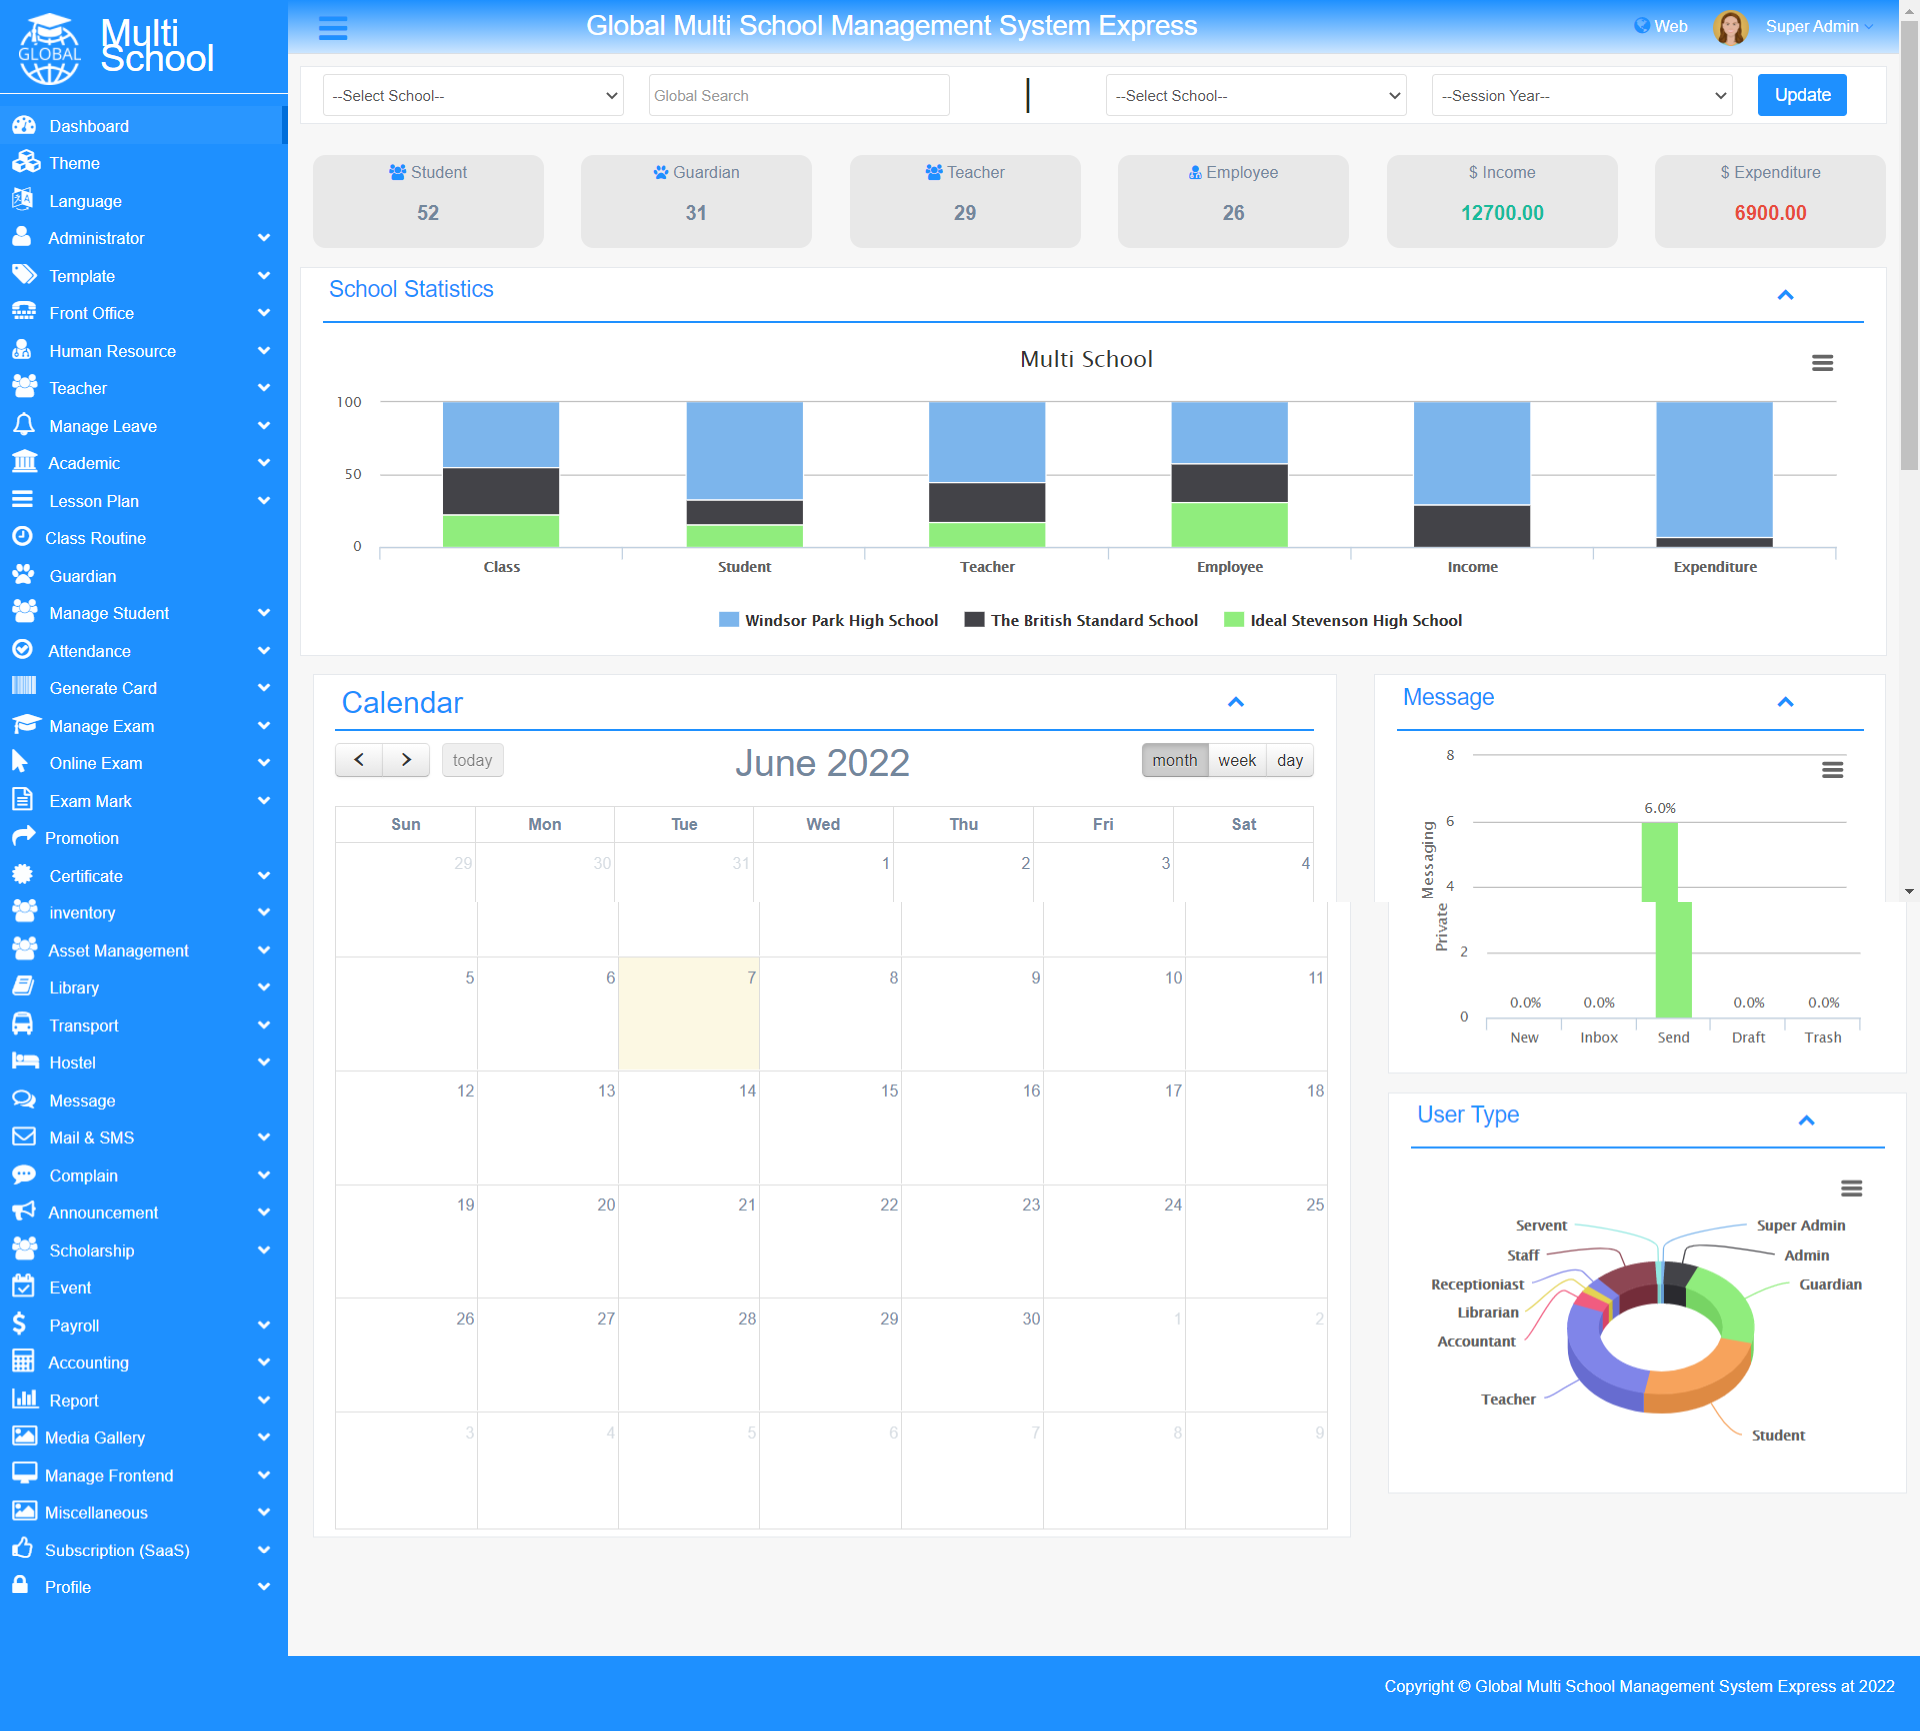 GLOBAL
Multi
School
Global Multi School Management System Express
Web
Super Admin
--Select School--
Global Search
--Select School--
--Session Year--
Update
Dashboard
Theme
Language
Administrator
Template
Front Office
Human Resource
Teacher
Manage Leave
Academic
Lesson Plan
Class Routine
Guardian
Manage Student
Attendance
Generate Card
Manage Exam
Online Exam
Exam Mark
Promotion
Certificate
inventory
Asset Management
Library
Transport
Hostel
Message
Mail & SMS
Complain
Announcement
Scholarship
Event
Payroll
Accounting
Report
Media Gallery
Manage Frontend
Miscellaneous
Subscription (SaaS)
Profile
Student
52
Guardian
31
Teacher
29
Employee
26
$ Income
12700.00
$ Expenditure
6900.00
School Statistics
Multi School
100
50
0
Class Student Teacher Employee Income Expenditure
Windsor Park High School The British Standard School Ideal Stevenson High School
Calendar
today
June 2022
month week day
Sun Mon Tue Wed Thu Fri Sat
29 30 31 1 2 3 4
5 6 7 8 9 10 11
12 13 14 15 16 17 18
19 20 21 22 23 24 25
26 27 28 29 30 1 2
3 4 5 6 7 8 9
Message
8
6
4
2
0
Private Messaging
6.0%
0.0% 0.0% 0.0% 0.0%
New Inbox Send Draft Trash
User Type
Servent
Super Admin
Staff
Admin
Receptioniast
Guardian
Librarian
Accountant
Teacher
Student
Copyright © Global Multi School Management System Express at 2022